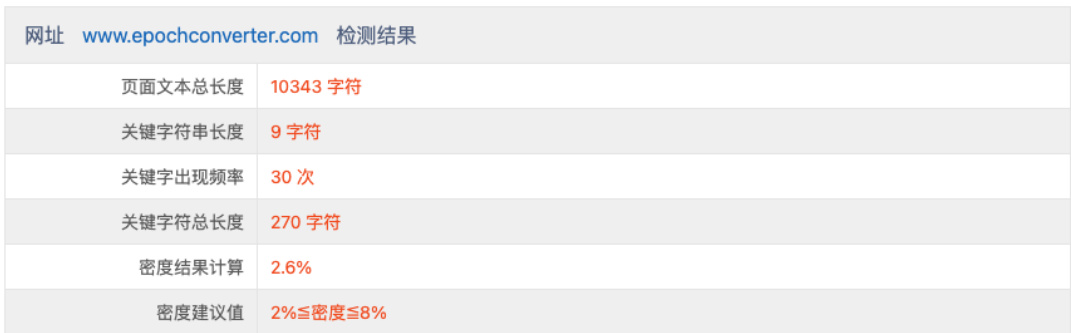 网址 www.epochconverter.com 检测结果
页面文本总长度 10343 字符
关键字符串长度 9 字符
关键字出现频率 30 次
关键字符总长度 270 字符
密度结果计算 2.6%
密度建议值 2%≦密度≦8%